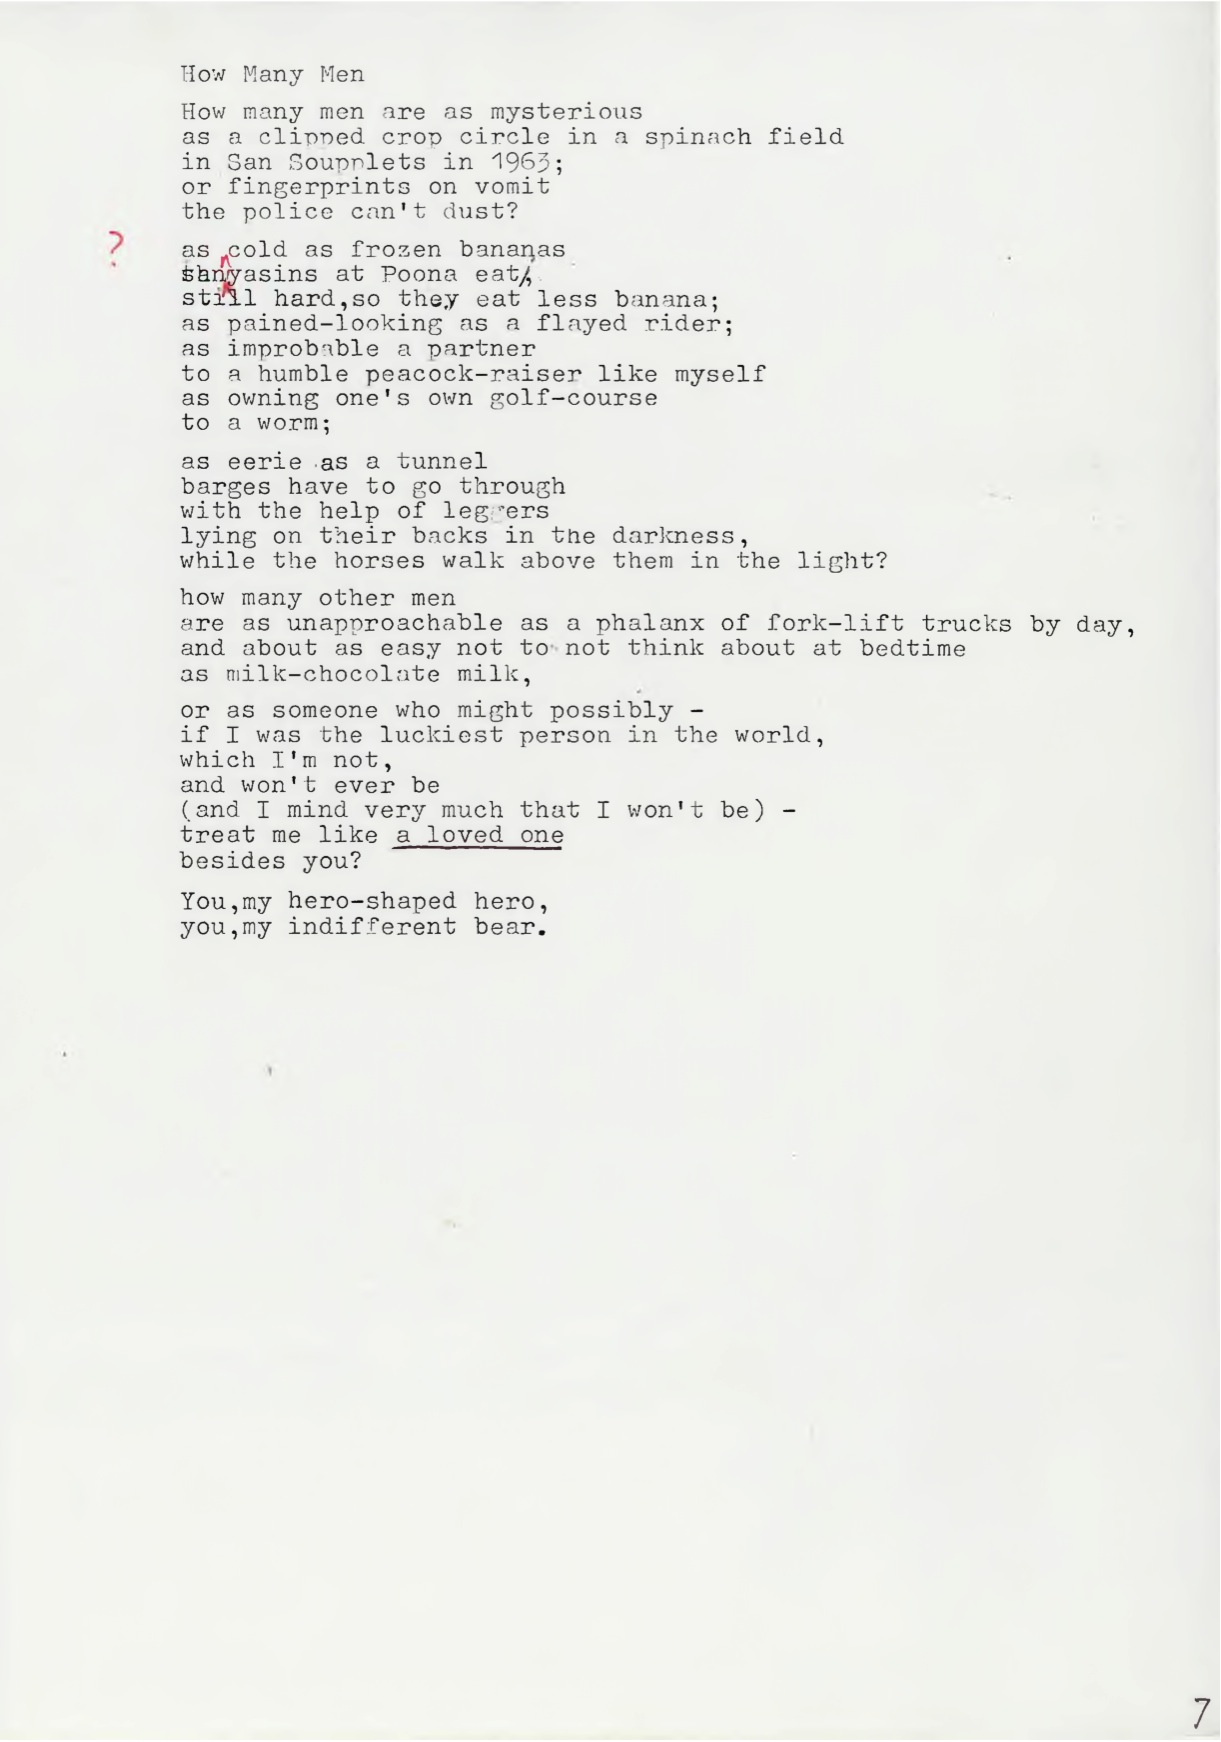 How Many Men
How many men are as mysterious
as a clipped crop circle in a spinach field
in San Soupplets in 1963;
or fingerprints on vomit
the police can't dust?
?
as cold as frozen bananas
sanyasins at Poona eat,
still hard,so they eat less banana;
as pained-looking as a flayed rider;
as improbable a partner
to a humble peacock-raiser like myself
as owning one's own golf-course
to a worm;
as eerie as a tunnel
barges have to go through
with the help of leggers
lying on their backs in the darkness,
while the horses walk above them in the light?
how many other men
are as unapproachable as a phalanx of fork-lift trucks by day,
and about as easy not to not think about at bedtime
as milk-chocolate milk,
or as someone who might possibly -
if I was the luckiest person in the world,
which I'm not,
and won't ever be
(and I mind very much that I won't be) -
treat me like a loved one
besides you?
You,my hero-shaped hero,
you,my indifferent bear.
7